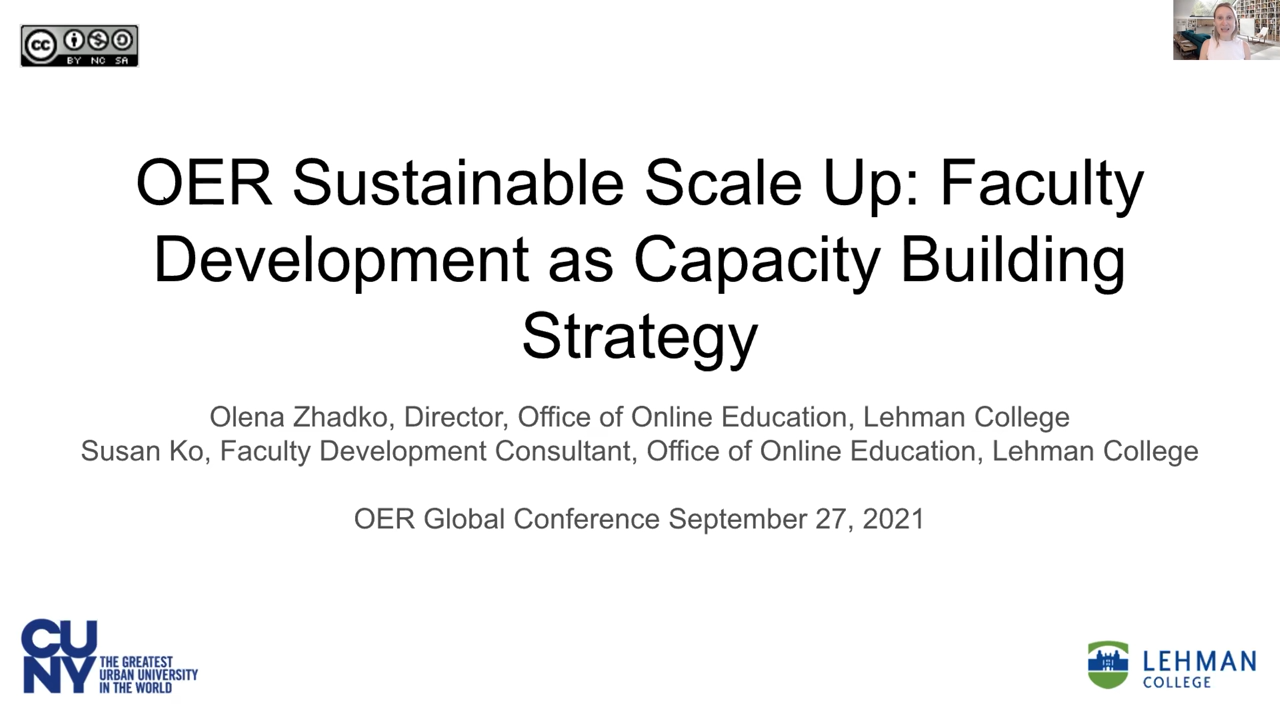 cc
BY NC SA
OER Sustainable Scale Up: Faculty
Development as Capacity Building
Strategy
Olena Zhadko, Director, Office of Online Education, Lehman College
Susan Ko, Faculty Development Consultant, Office of Online Education, Lehman College
OER Global Conference September 27, 2021
CU
NY
THE GREATEST
URBAN UNIVERSITY
IN THE WORLD
LEHMAN
COLLEGE